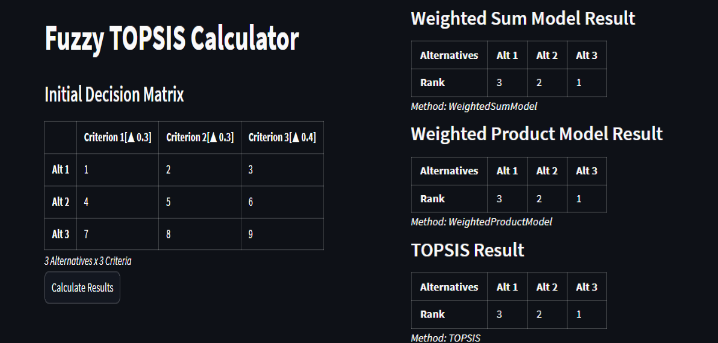 Fuzzy TOPSIS Calculator
Initial Decision Matrix
Criterion 1[▲ 0.3] Criterion 2[▲ 0.3] Criterion 3[▲ 0.4]
Alt 1 1 2 3
Alt 2 4 5 6
Alt 3 7 8 9
3 Alternatives x 3 Criteria
Calculate Results
Weighted Sum Model Result
Alternatives Alt 1 Alt 2 Alt 3
Rank 3 2 1
Method: WeightedSumModel
Weighted Product Model Result
Alternatives Alt 1 Alt 2 Alt 3
Rank 3 2 1
Method: WeightedProductModel
TOPSIS Result
Alternatives Alt 1 Alt 2 Alt 3
Rank 3 2 1
Method: TOPSIS